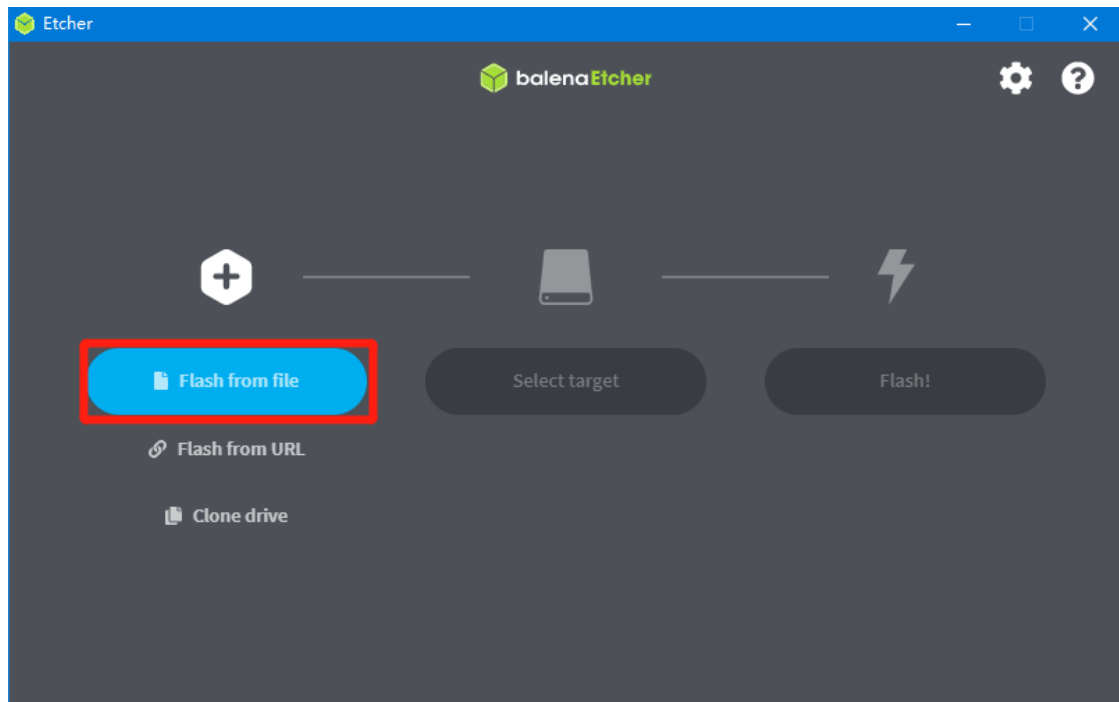 Etcher
balenaEtcher
Flash from file
Select target
Flash!
Flash from URL
Clone drive